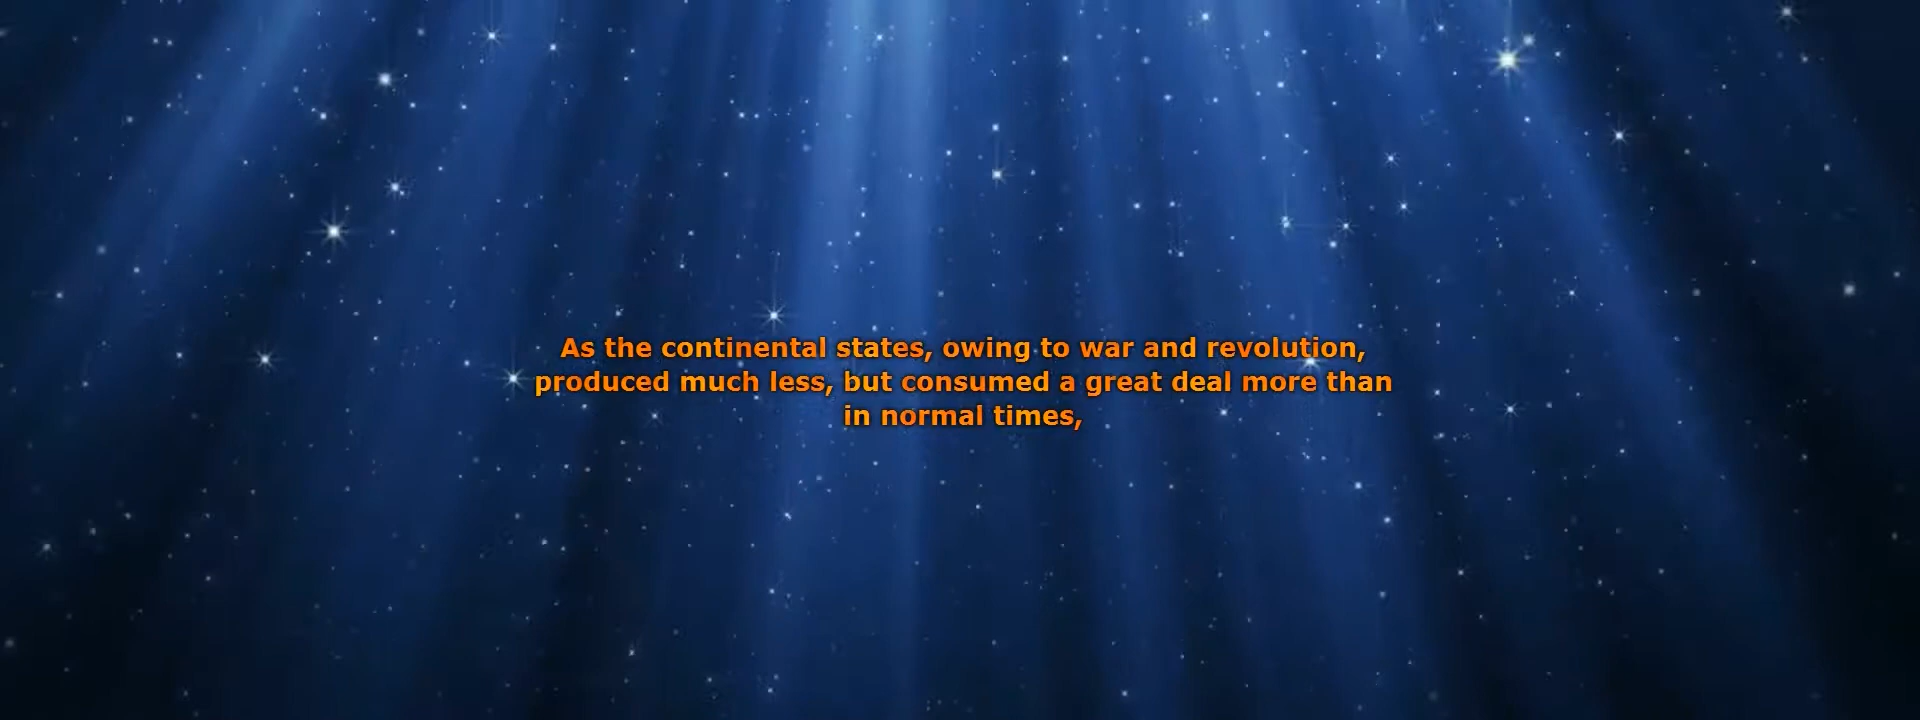 As the continental states, owing to war and revolution,
produced much less, but consumed a great deal more than
in normal times,